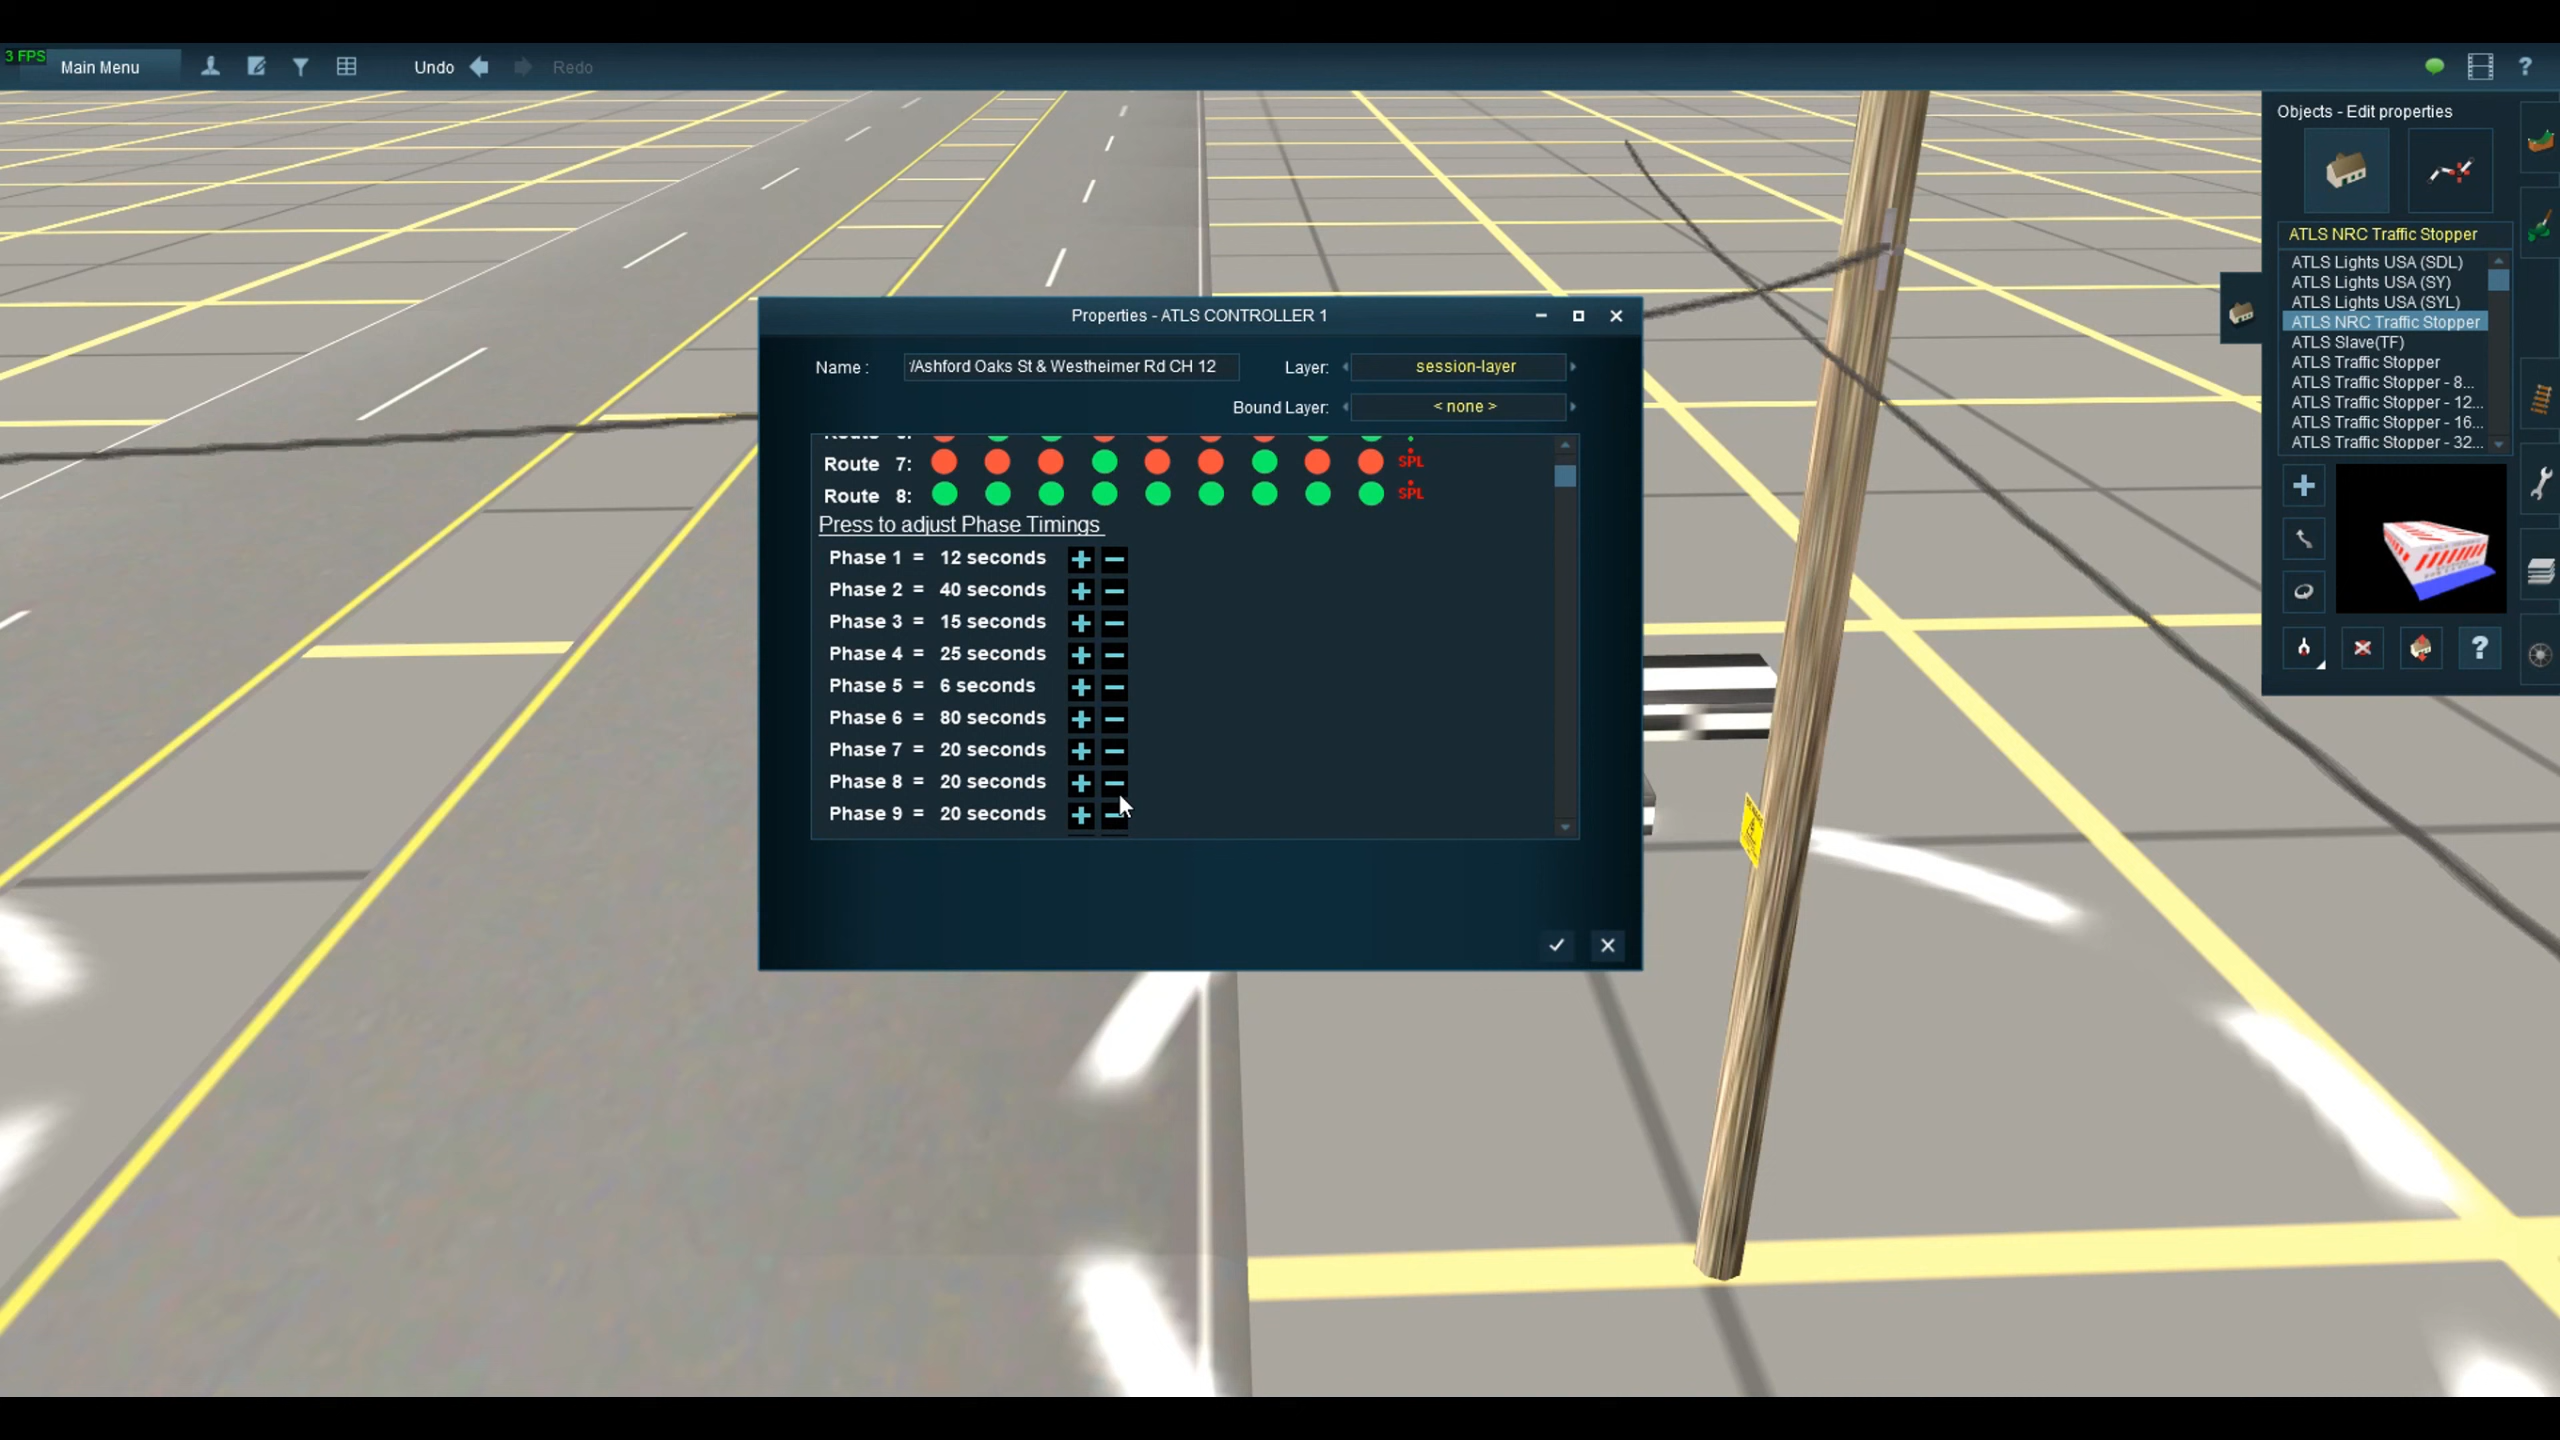 3 FPS
Main Menu
Undo
Redo
Objects - Edit properties
ATLS NRC Traffic Stopper
ATLS Lights USA (SDL)
ATLS Lights USA (SY)
ATLS Lights USA (SYL)
ATLS NRC Traffic Stopper
ATLS Slave(TF)
ATLS Traffic Stopper
ATLS Traffic Stopper - 8...
ATLS Traffic Stopper - 12...
ATLS Traffic Stopper - 16...
ATLS Traffic Stopper - 32...
Properties - ATLS CONTROLLER 1
Name :
/Ashford Oaks St & Westheimer Rd CH 12
Layer:
session-layer
Bound Layer:
< none >
Route 7:
SPL
Route 8:
SPL
Press to adjust Phase Timings
Phase 1 = 12 seconds
Phase 2 = 40 seconds
Phase 3 = 15 seconds
Phase 4 = 25 seconds
Phase 5 = 6 seconds
Phase 6 = 80 seconds
Phase 7 = 20 seconds
Phase 8 = 20 seconds
Phase 9 = 20 seconds